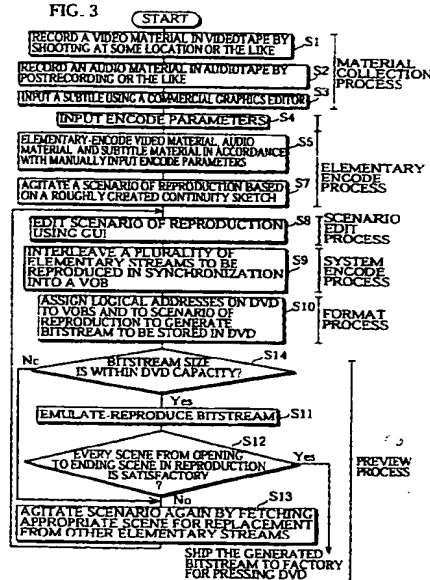 FIG. 3
START
RECORD A VIDEO MATERIAL IN VIDEOTAPE BY
SHOOTING AT SOME LOCATION OR THE LIKE
S1
RECORD AN AUDIO MATERIAL IN AUDIOTAPE BY
POSTRECORDING OR THE LIKE
S2
INPUT A SUBTILE USING A COMMERCIAL GRAPHICS EDITOR
S3
MATERIAL
COLLECTION
PROCESS
INPUT ENCODE PARAMETERS
S4
ELEMENTARY-ENCODE VIDEO MATERIAL, AUDIO
MATERIAL AND SUBTITLE MATERIAL IN ACCORDANCE
WITH MANUALLY INPUT ENCODE PARAMETERS
S5
AGITATE A SCENARIO OF REPRODUCTION BASED
ON A ROUGHLY CREATED CONTINUITY SKETCH
S7
ELEMENTARY
ENCODE
PROCESS
EDIT SCENARIO OF REPRODUCTION
USING GUI
S8
SCENARIO
EDIT
PROCESS
INTERLEAVE A PLURALITY OF
ELEMENTARY STREAMS TO BE
REPRODUCED IN SYNCHRONIZATION
INTO A VOB
S9
SYSTEM
ENCODE
PROCESS
ASSIGN LOGICAL ADDRESSES ON DVD
TO VOBS AND TO SCENARIO OF
REPRODUCTION TO GENERATE
BITSTREAM TO BE STORED IN DVD
S10
FORMAT
PROCESS
BITSTREAM SIZE
IS WITHIN DVD CAPACITY?
S14
No
Yes
EMULATE-REPRODUCE BITSTREAM
S11
EVERY SCENE FROM OPENING
TO ENDING SCENE IN REPRODUCTION
IS SATISFACTORY
?
S12
Yes
No
PREVIEW
PROCESS
AGITATE SCENARIO AGAIN BY FETCHING
APPROPRIATE SCENE FOR REPLACEMENT
FROM OTHER ELEMENTARY STREAMS
S13
SHIP THE GENERATED
BITSTREAM TO FACTORY
FOR PRESSING DVD